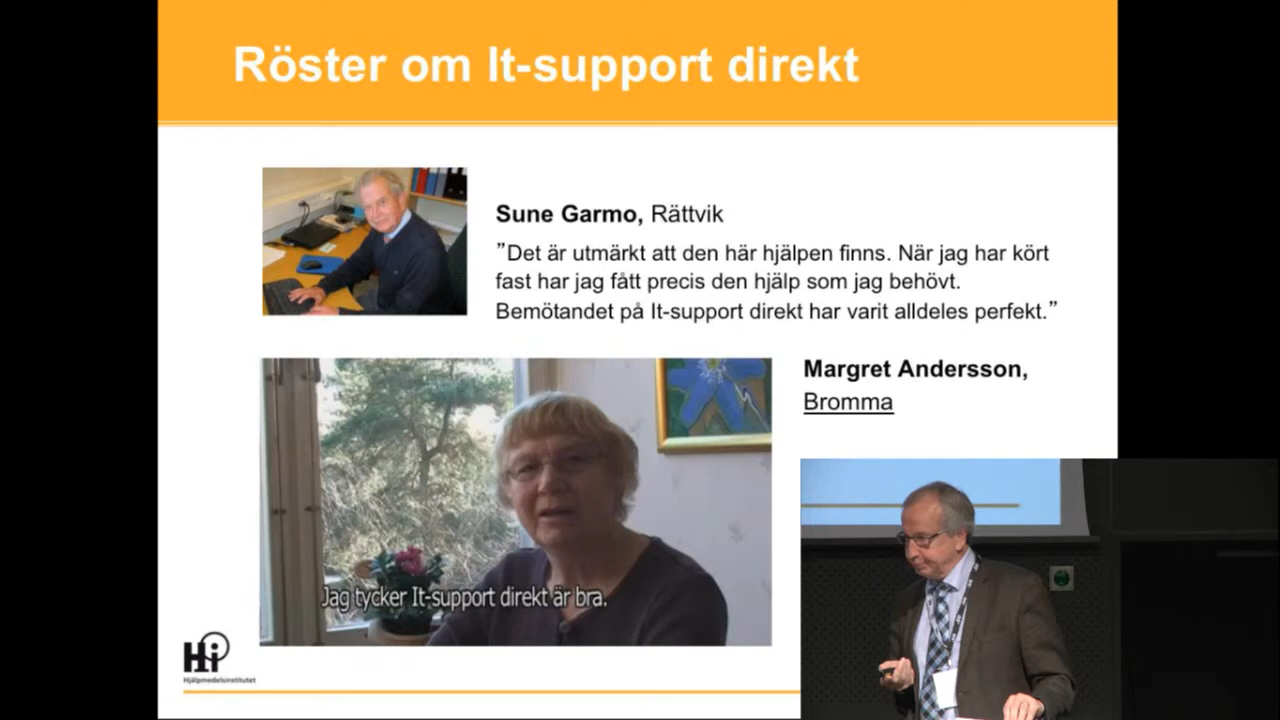 Röster om It-support direkt
Sune Garmo, Rättvik
”Det är utmärkt att den här hjälpen finns. När jag har kört
fast har jag fått precis den hjälp som jag behövt.
Bemötandet på It-support direkt har varit alldeles perfekt.”
Margret Andersson,
Bromma
Jag tycker It-support direkt är bra.
Hi
Hjälpmedelsinstitutet